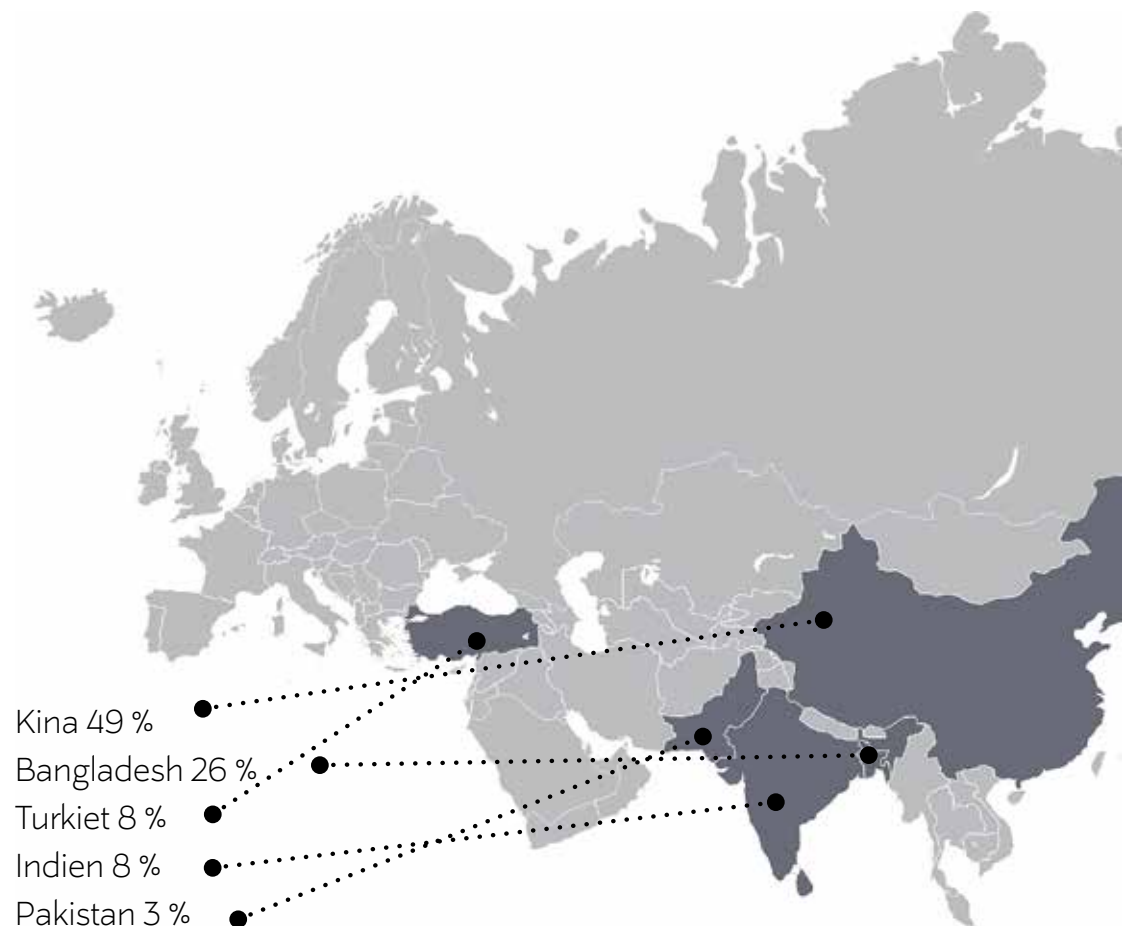 Kina 49 %
Bangladesh 26 %
Turkiet 8 %
Indien 8 %
Pakistan 3 %